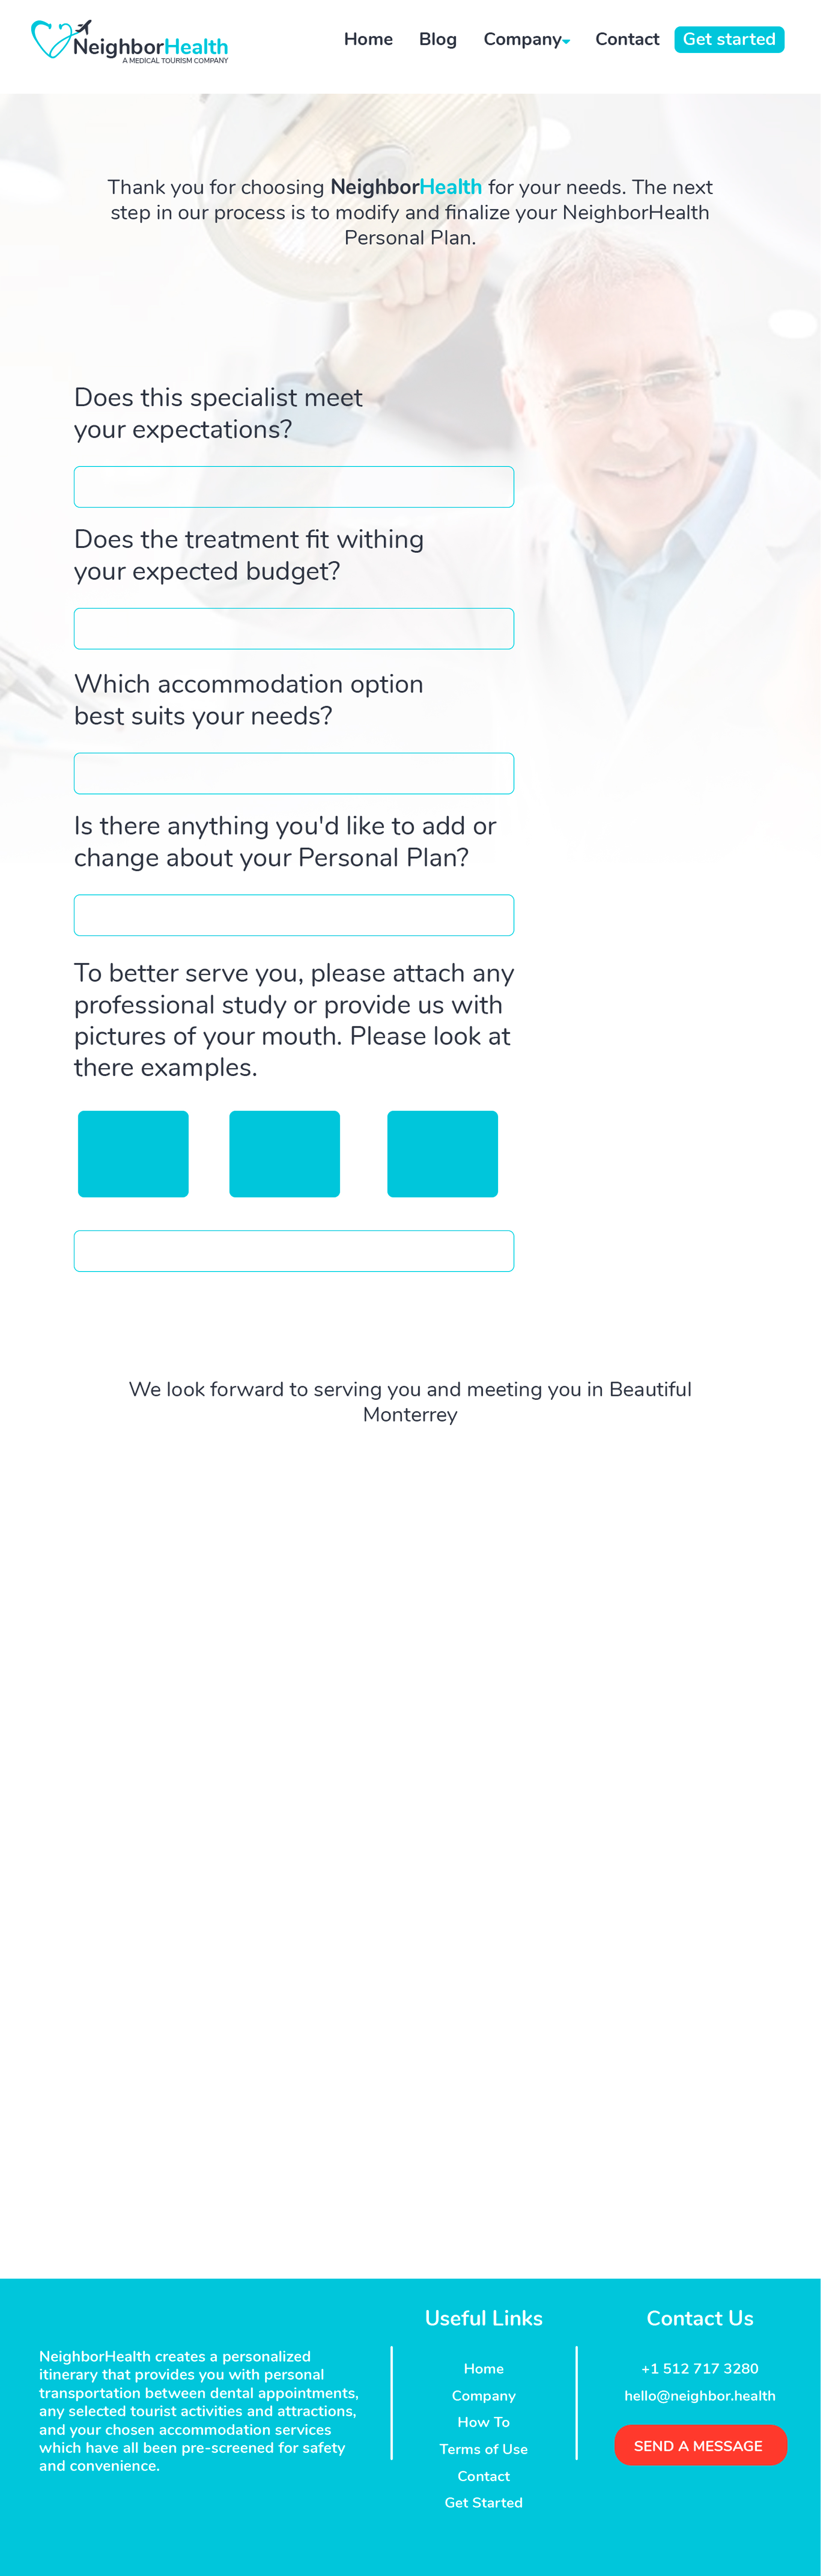 NeighborHealth
A MEDICAL TOURISM COMPANY
Home Blog Company Contact Get started
Thank you for choosing NeighborHealth for your needs. The next
step in our process is to modify and finalize your NeighborHealth
Personal Plan.
Does this specialist meet
your expectations?
Does the treatment fit withing
your expected budget?
Which accommodation option
best suits your needs?
Is there anything you'd like to add or
change about your Personal Plan?
To better serve you, please attach any
professional study or provide us with
pictures of your mouth. Please look at
there examples.
We look forward to serving you and meeting you in Beautiful
Monterrey
NeighborHealth creates a personalized
itinerary that provides you with personal
transportation between dental appointments,
any selected tourist activities and attractions,
and your chosen accommodation services
which have all been pre-screened for safety
and convenience.
Useful Links
Home
Company
How To
Terms of Use
Contact
Get Started
Contact Us
+1 512 717 3280
hello@neighbor.health
SEND A MESSAGE